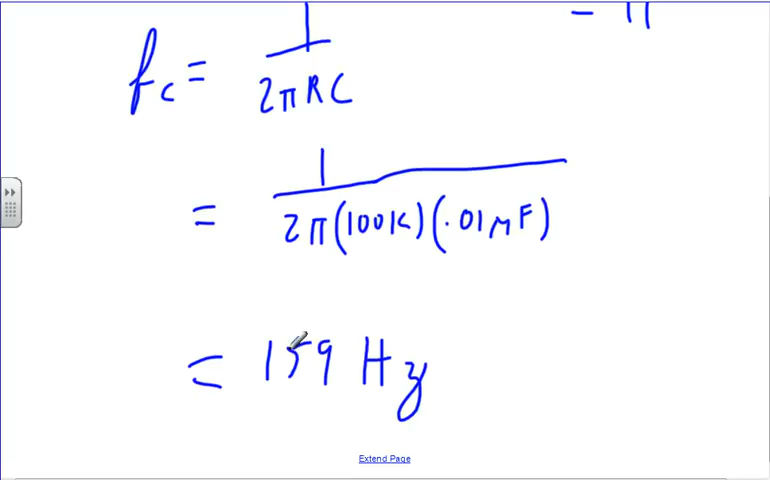 fc = 1
2πRC
= 1
2π(100K)(.01μF)
= 159 Hz
Extend Page